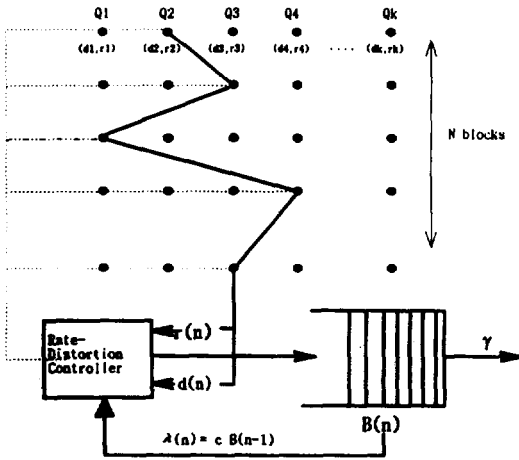 Q1 Q2 Q3 Q4 Qk
(d1,r1) (d2,r2) (d3,r3) (d4,r4) ..... (dk,rk)
N blocks
Rate-
Distortion
Controller
r(n)
d(n)
γ
B(n)
λ(n) = c B(n-1)